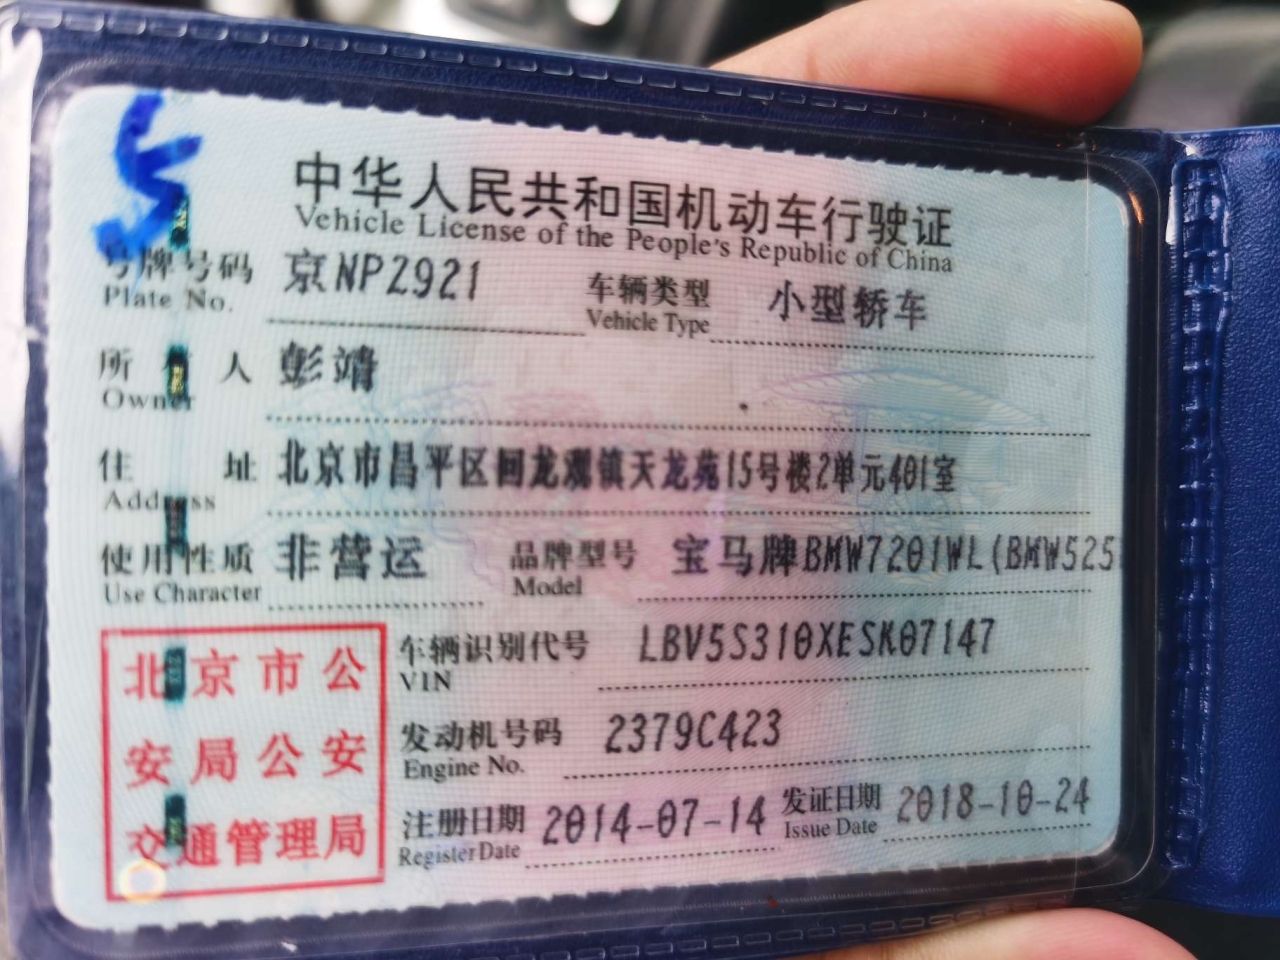 5
中华人民共和国机动车行驶证
Vehicle License of the People's Republic of China
号牌号码 京NP2921 车辆类型 小型轿车
Plate No. Vehicle Type
所有人 彭靖
Owner
住址 北京市昌平区回龙观镇天龙苑15号楼2单元401室
Address
使用性质 非营运 品牌型号 宝马牌BMW7201WL(BMW525
Use Character Model
车辆识别代号 LBV5S310XESK07147
VIN
发动机号码 2379C423
Engine No.
注册日期 2014-07-14 发证日期 2018-10-24
Register Date Issue Date
北京市公
安局公安
交通管理局